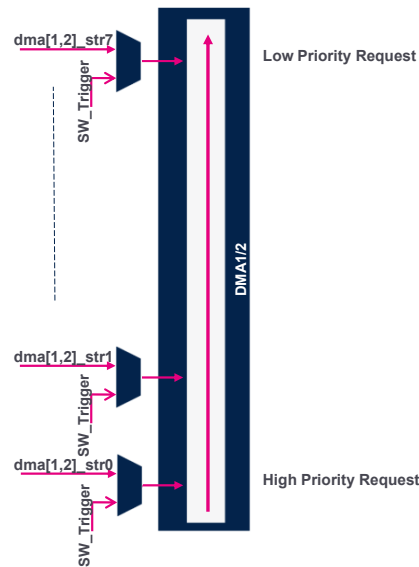 dma[1,2]_str7
Low Priority Request
SW_Trigger
DMA1/2
dma[1,2]_str1
SW_Trigger
dma[1,2]_str0
High Priority Request
SW_Trigger